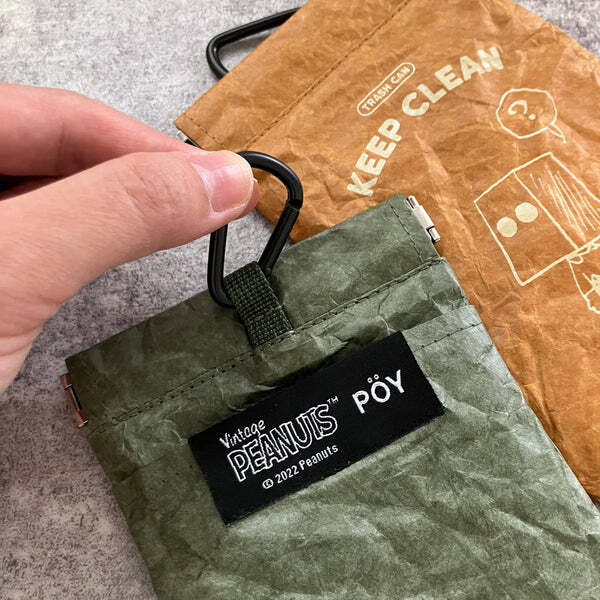 TRASH CAN
KEEP CLEAN
?
Vintage
PEANUTS™
© 2022 Peanuts
PÖY